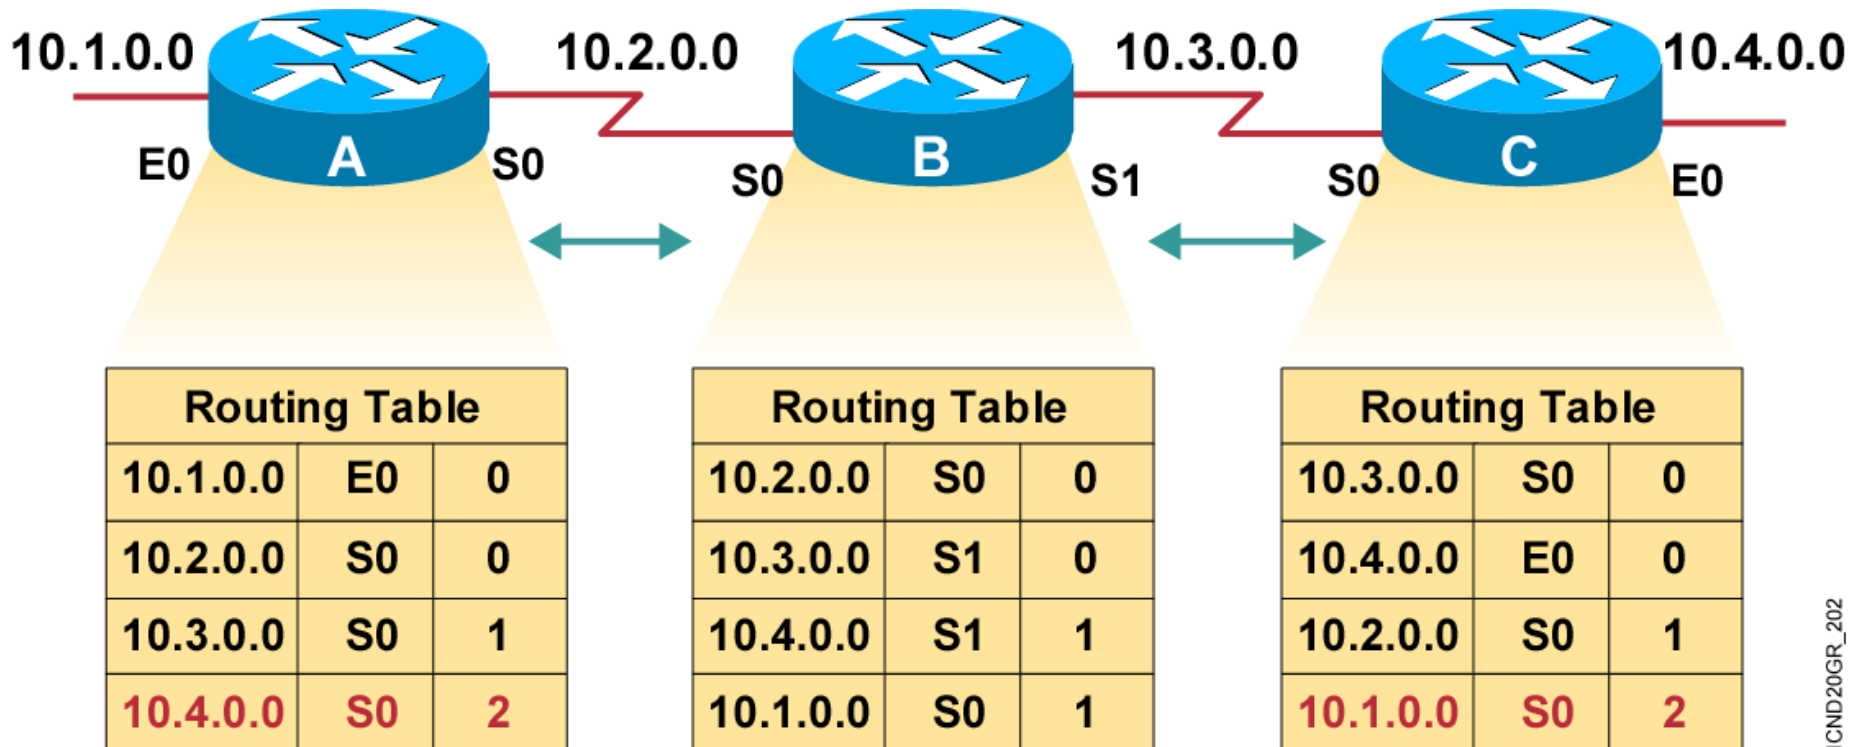 10.1.0.0 10.2.0.0 10.3.0.0 10.4.0.0
A B C
E0 S0 S0 S1 S0 E0
Routing Table
10.1.0.0 E0 0
10.2.0.0 S0 0
10.3.0.0 S0 1
10.4.0.0 S0 2
Routing Table
10.2.0.0 S0 0
10.3.0.0 S1 0
10.4.0.0 S1 1
10.1.0.0 S0 1
Routing Table
10.3.0.0 S0 0
10.4.0.0 E0 0
10.2.0.0 S0 1
10.1.0.0 S0 2
ICND20GR_202